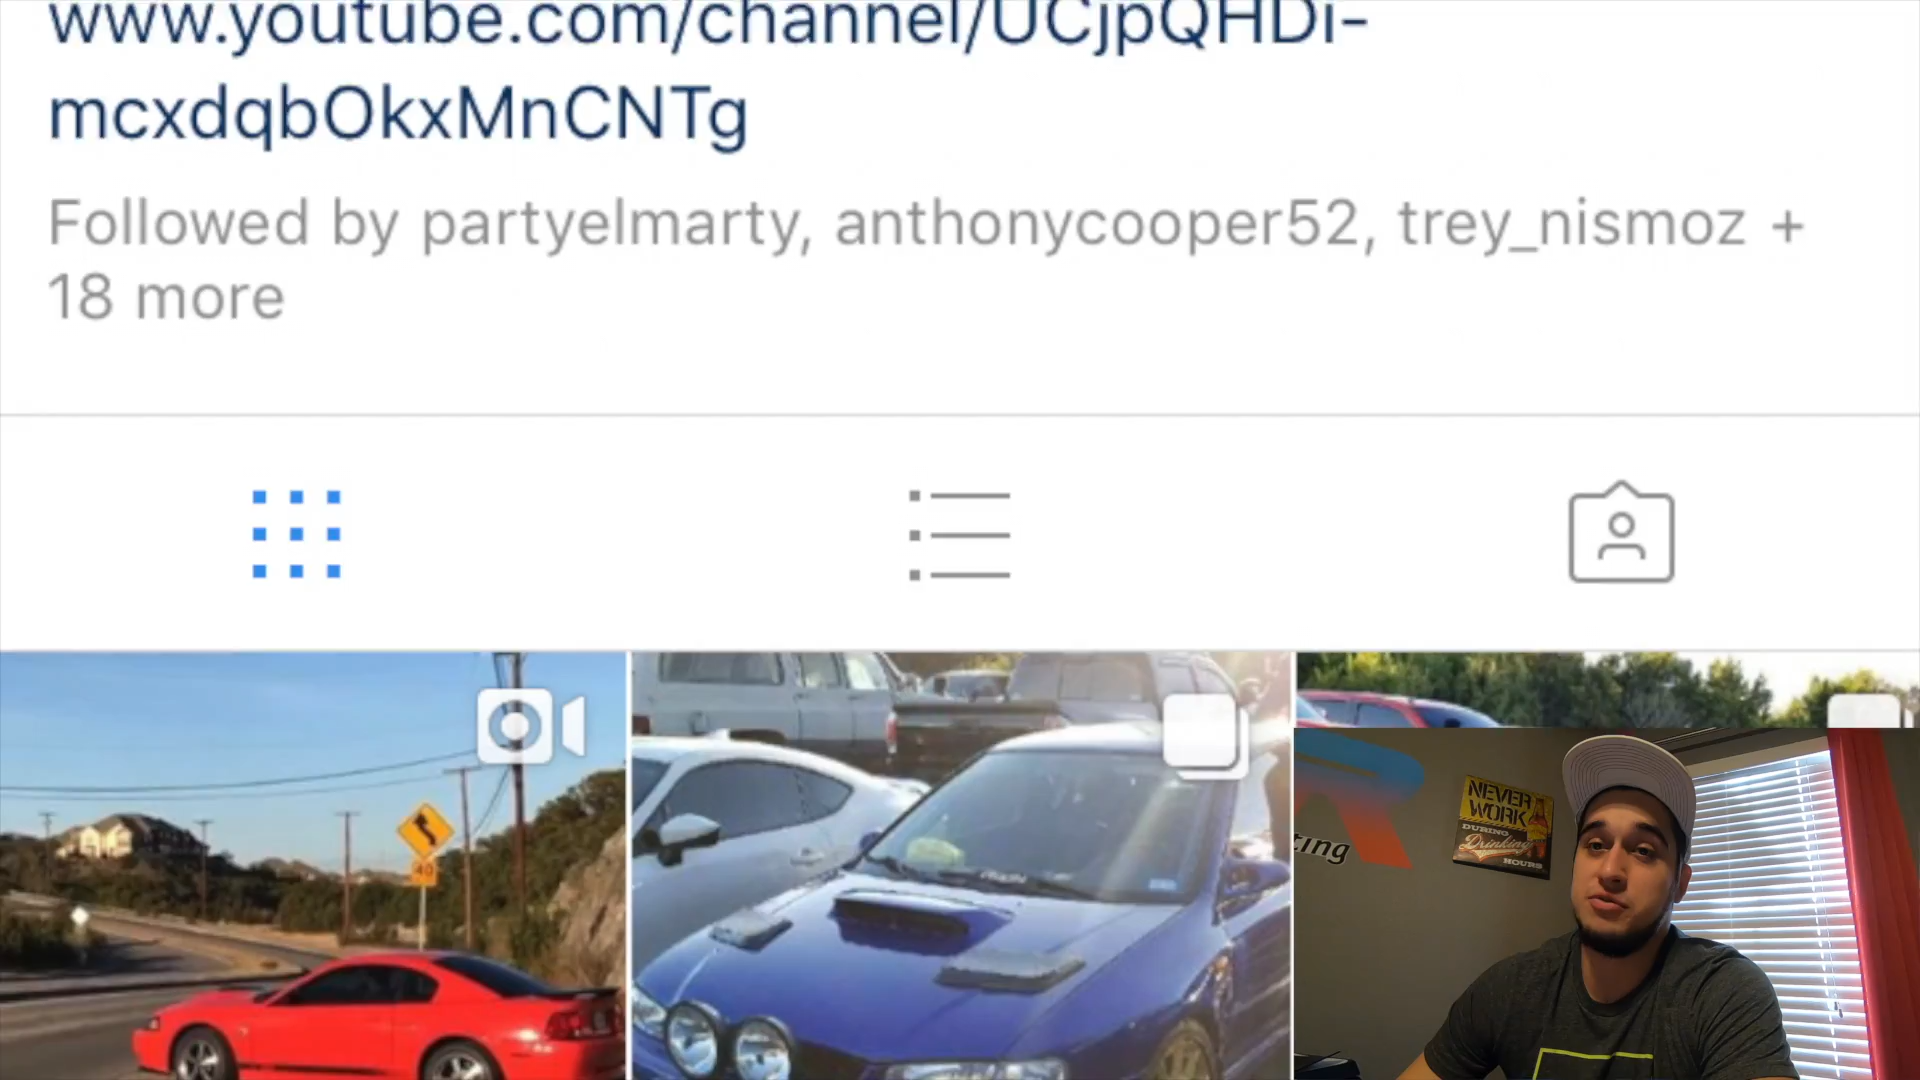 www.youtube.com/channel/UCjpQHDi-
mcxdqbOkxMnCNTg
Followed by partyelmarty, anthonycooper52, trey_nismoz +
18 more
40
ting
NEVER
WORK
DURING
Drinking
HOURS